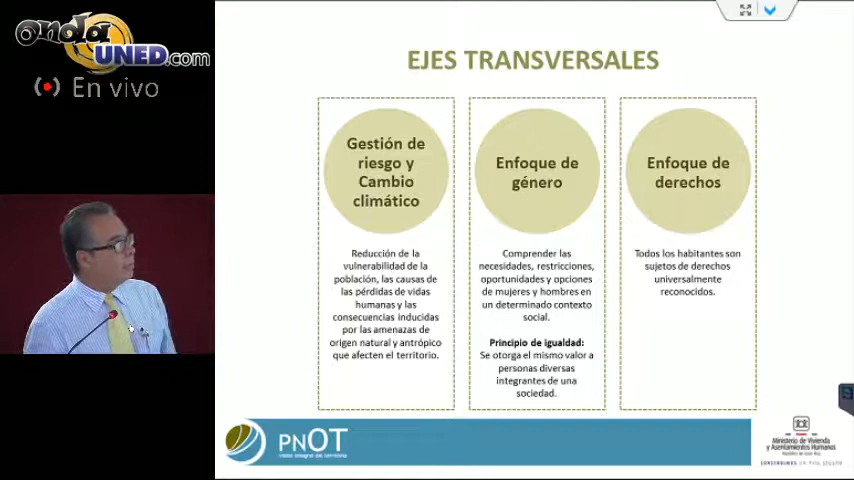 onda
UNED.com
En vivo
EJES TRANSVERSALES
Gestión de
riesgo y
Cambio
climático
Reducción de la
vulnerabilidad de la
población, las causas de
las pérdidas de vidas
humanas y las
consecuencias inducidas
por las amenazas de
origen natural y antrópico
que afecten el territorio.
Enfoque de
género
Comprender las
necesidades, restricciones,
oportunidades y opciones
de mujeres y hombres en
un determinado contexto
social.
Principio de igualdad:
Se otorga el mismo valor a
personas diversas
integrantes de una
sociedad.
Enfoque de
derechos
Todos los habitantes son
sujetos de derechos
universalmente
reconocidos.
PNOT
Ministerio de Vivienda
y Asentamientos Humanos